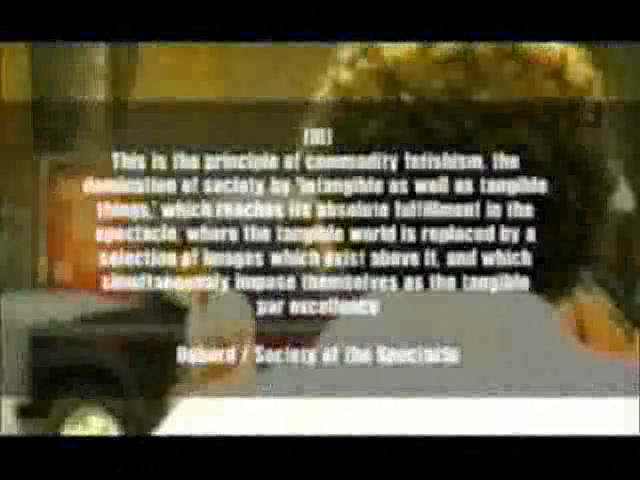 This is the principle of commodity fetishism, the
domination of society by "intangible as well as tangible
things," which reaches its absolute fulfillment in the
spectacle, where the tangible world is replaced by a
selection of images which exist above it, and which
simultaneously impose themselves as the tangible
par excellence
Debord / Society of the Spectacle